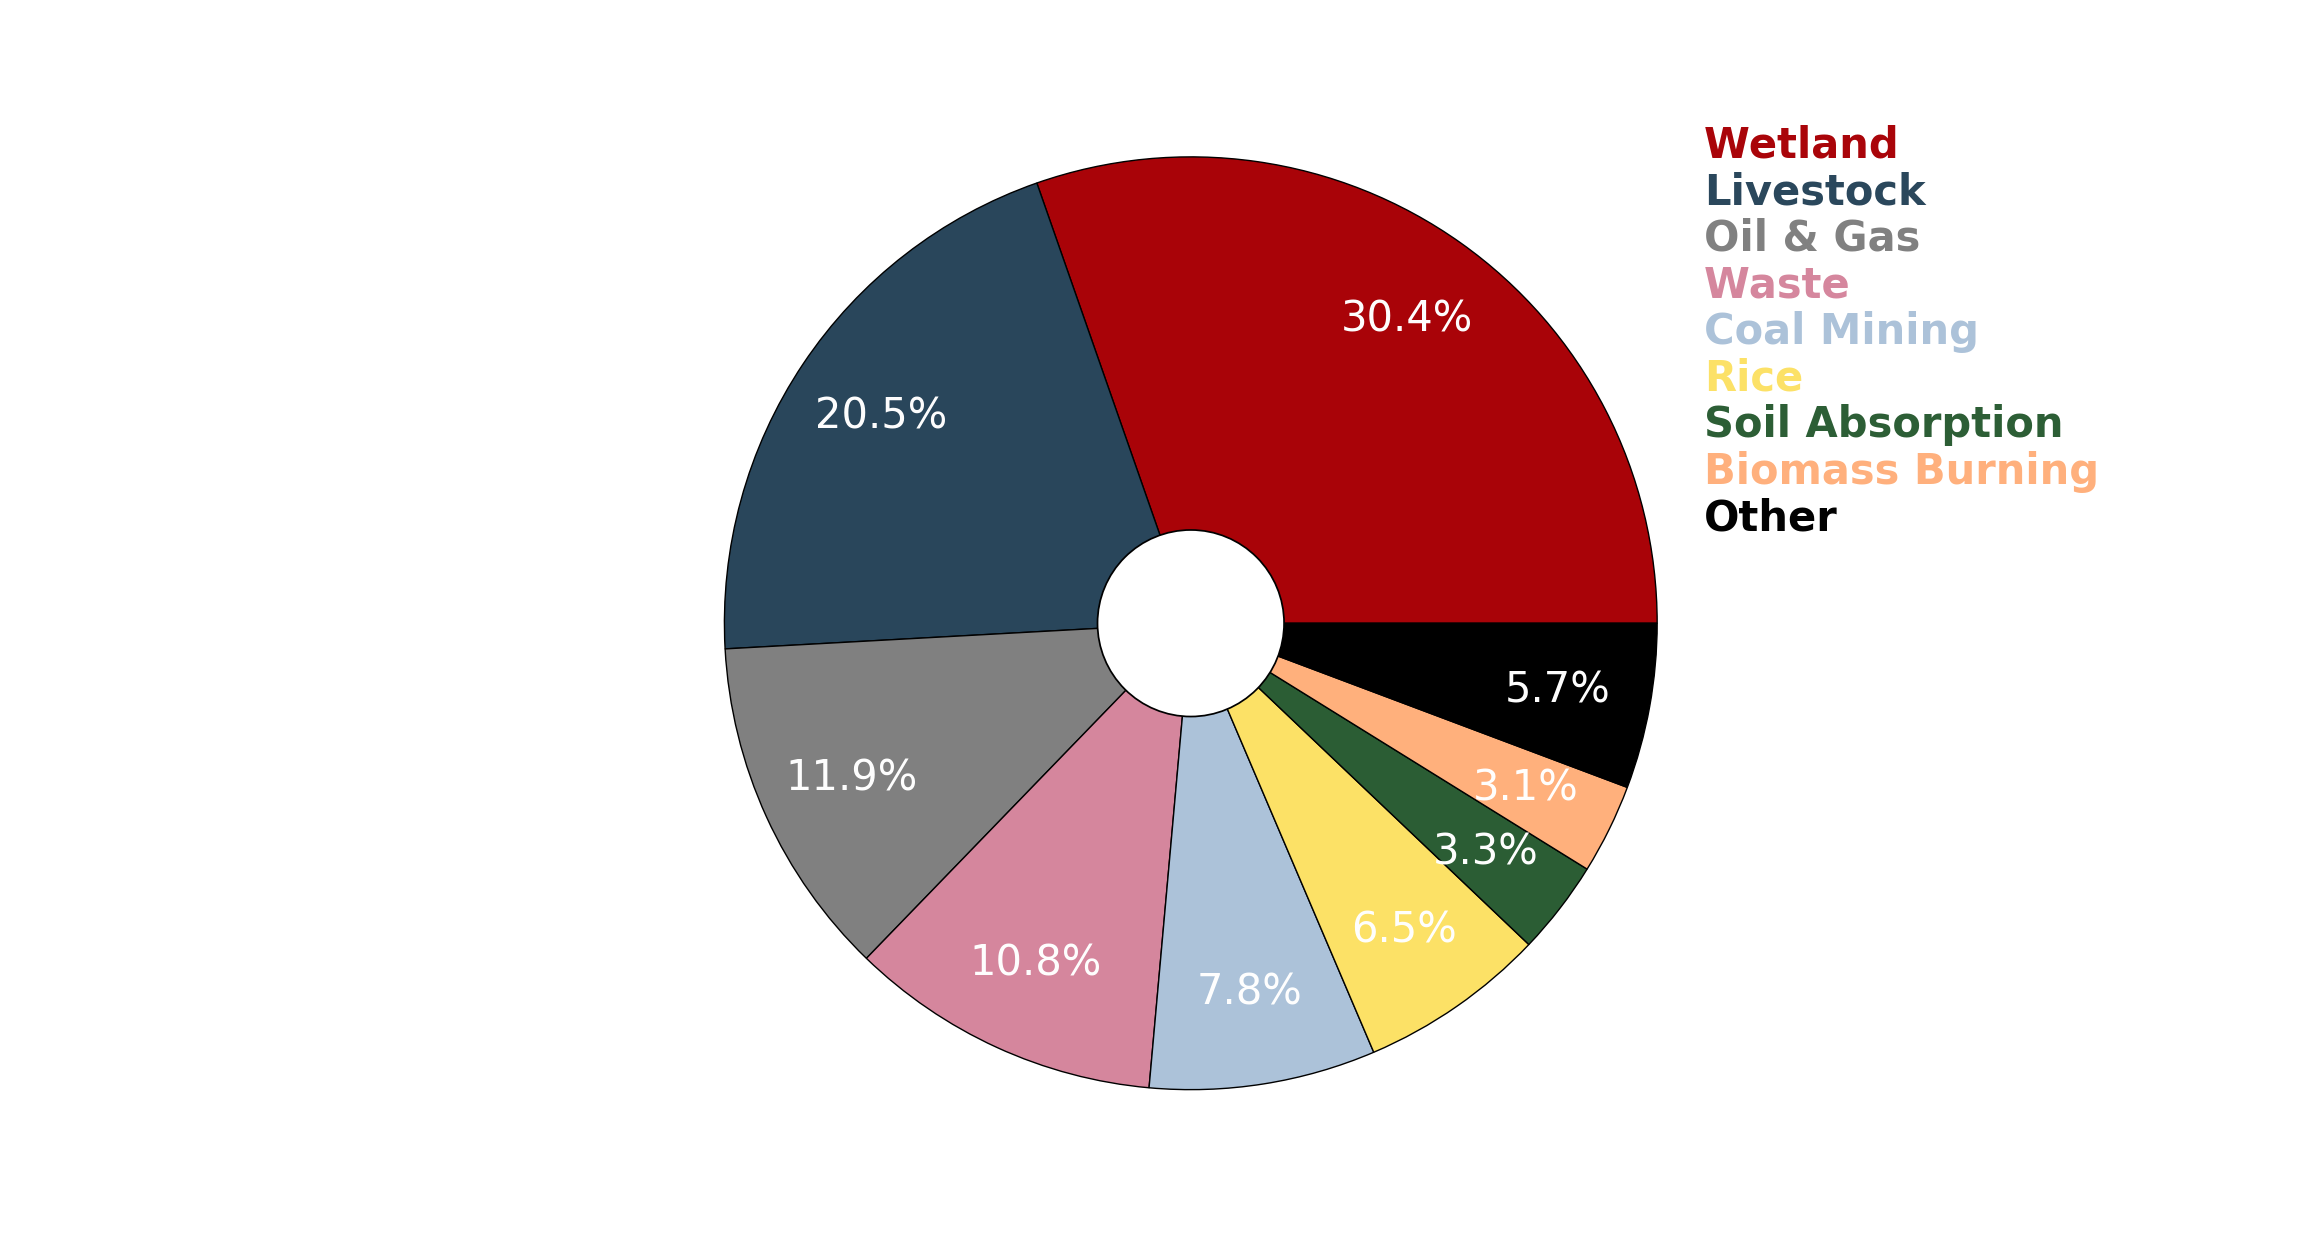 Wetland
Livestock
Oil & Gas
Waste
Coal Mining
Rice
Soil Absorption
Biomass Burning
Other
30.4%
20.5%
11.9%
10.8%
7.8%
6.5%
3.3%
3.1%
5.7%